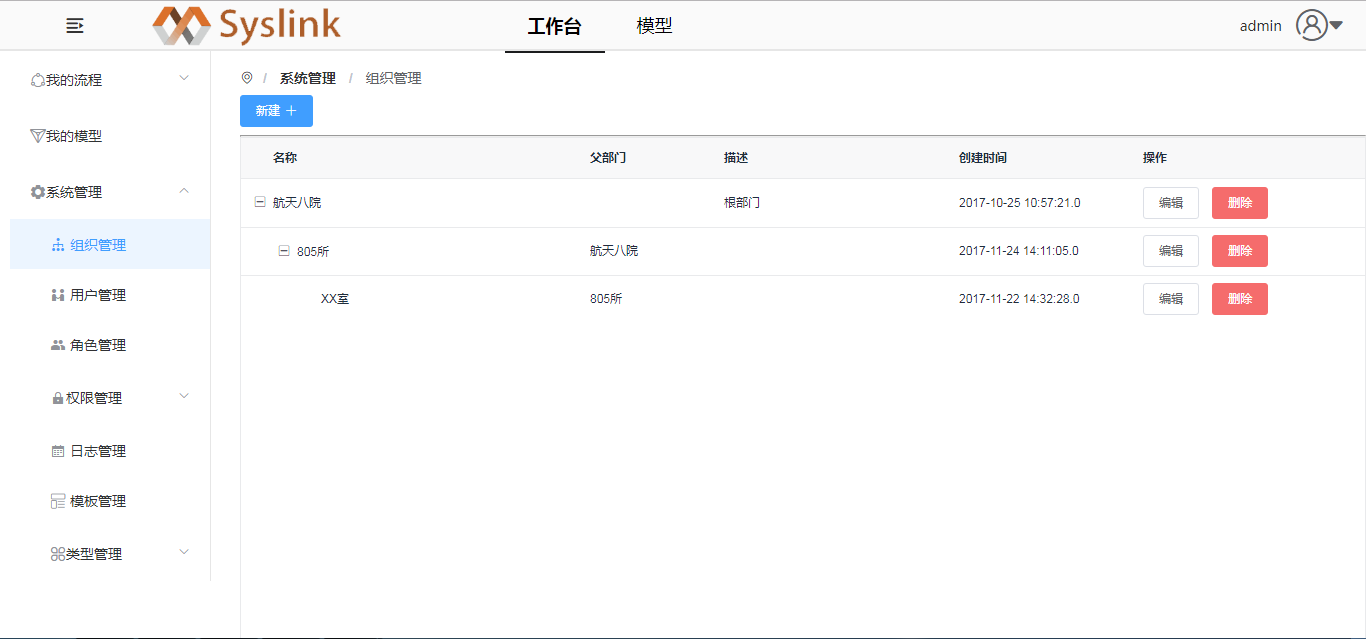 Syslink
工作台
模型
admin
我的流程
我的模型
系统管理
组织管理
用户管理
角色管理
权限管理
日志管理
模板管理
类型管理
/ 系统管理 / 组织管理
新建 +
名称 父部门 描述 创建时间 操作
航天八院 根部门 2017-10-25 10:57:21.0 编辑 删除
805所 航天八院 2017-11-24 14:11:05.0 编辑 删除
XX室 805所 2017-11-22 14:32:28.0 编辑 删除